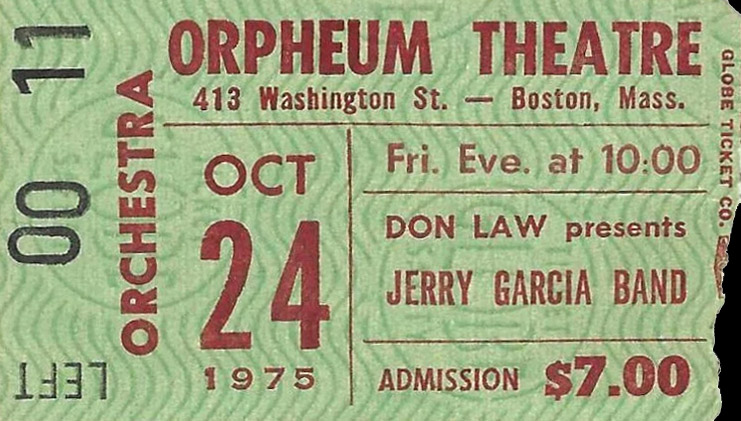 ORPHEUM THEATRE
413 Washington St. — Boston, Mass.
OCT
24
1975
Fri. Eve. at 10:00
DON LAW presents
JERRY GARCIA BAND
ADMISSION $7.00
ORCHESTRA
00 11
LEFT
GLOBE TICKET CO.